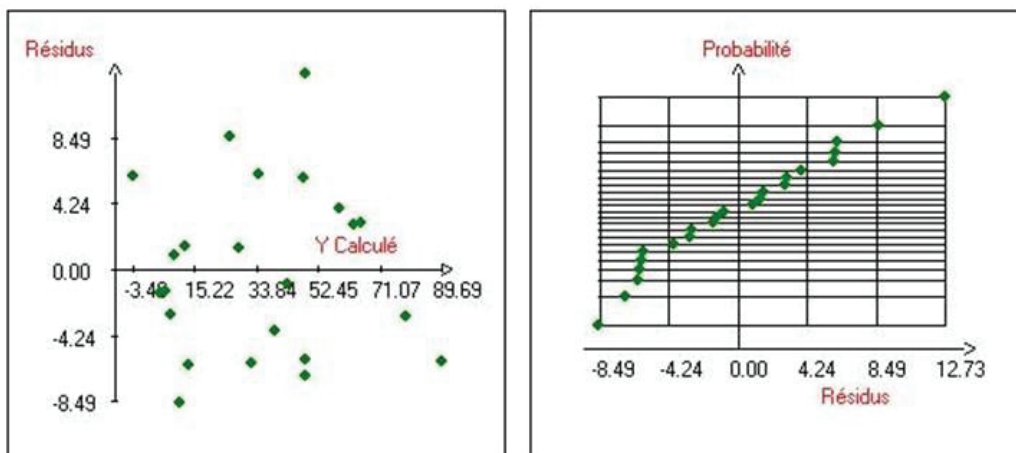 Résidus
8.49
4.24
Y Calculé
0.00
-3.48 15.22 33.84 52.45 71.07 89.69
-4.24
-8.49
Probabilité
-8.49 -4.24 0.00 4.24 8.49 12.73
Résidus